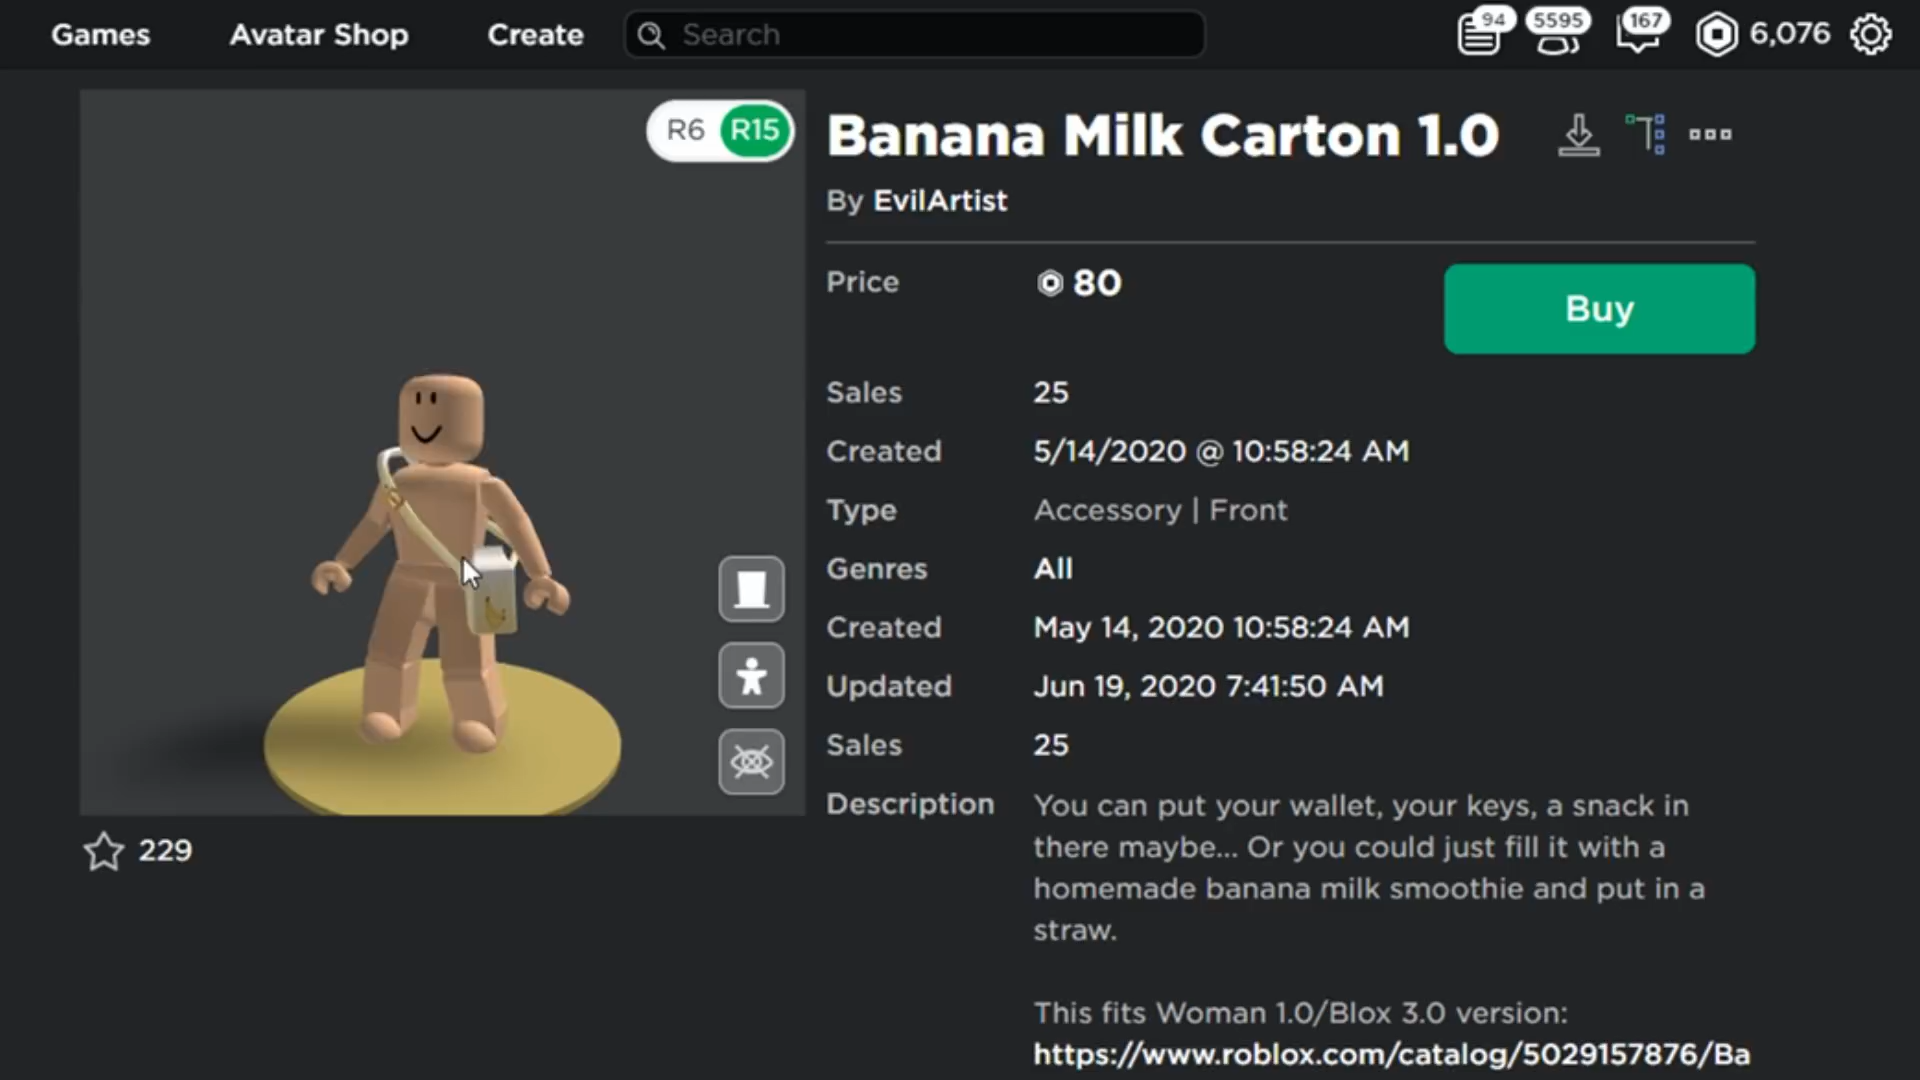 Games Avatar Shop Create Search 94 5595 167 6,076
R6 R15
Banana Milk Carton 1.0
By EvilArtist
Price 80
Buy
Sales 25
Created 5/14/2020 @ 10:58:24 AM
Type Accessory | Front
Genres All
Created May 14, 2020 10:58:24 AM
Updated Jun 19, 2020 7:41:50 AM
Sales 25
Description You can put your wallet, your keys, a snack in
there maybe... Or you could just fill it with a
homemade banana milk smoothie and put in a
straw.
This fits Woman 1.0/Blox 3.0 version:
https://www.roblox.com/catalog/5029157876/Ba
229